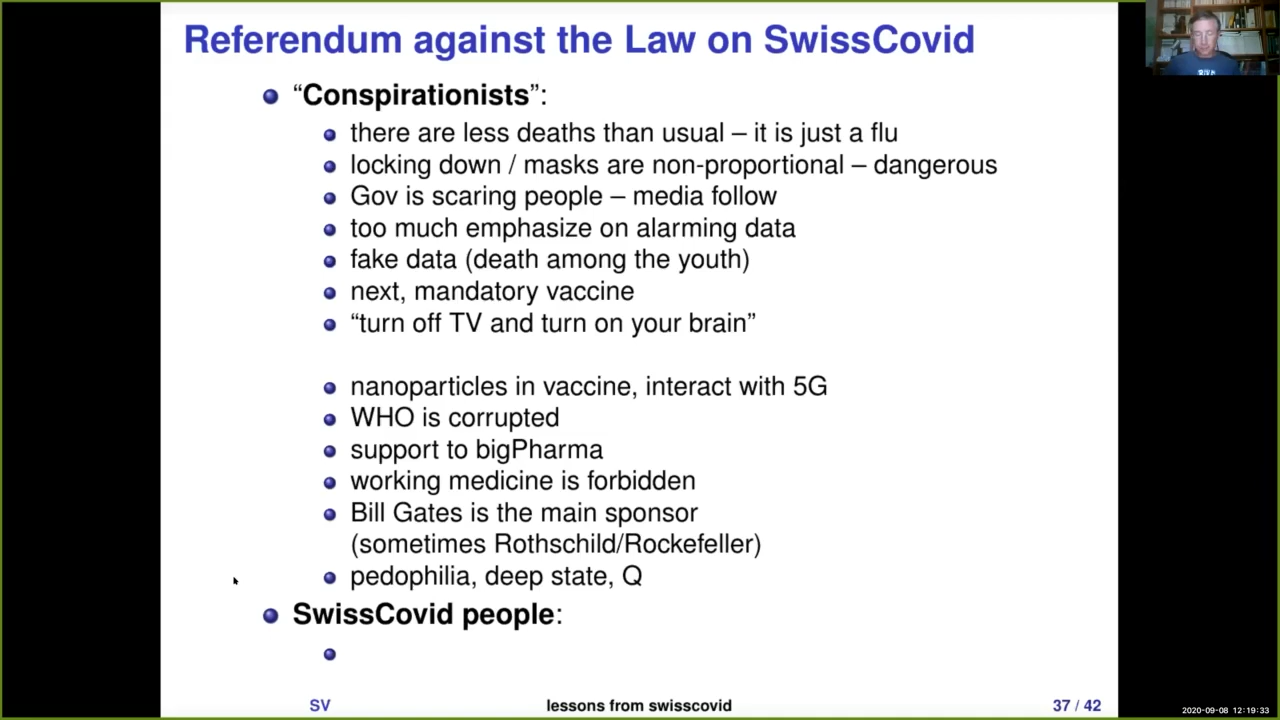 Referendum against the Law on SwissCovid
“Conspirationists”:
there are less deaths than usual – it is just a flu
locking down / masks are non-proportional – dangerous
Gov is scaring people – media follow
too much emphasize on alarming data
fake data (death among the youth)
next, mandatory vaccine
“turn off TV and turn on your brain”
nanoparticles in vaccine, interact with 5G
WHO is corrupted
support to bigPharma
working medicine is forbidden
Bill Gates is the main sponsor
(sometimes Rothschild/Rockefeller)
pedophilia, deep state, Q
SwissCovid people:
SV lessons from swisscovid 37 / 42
2020-09-08 12:19:33